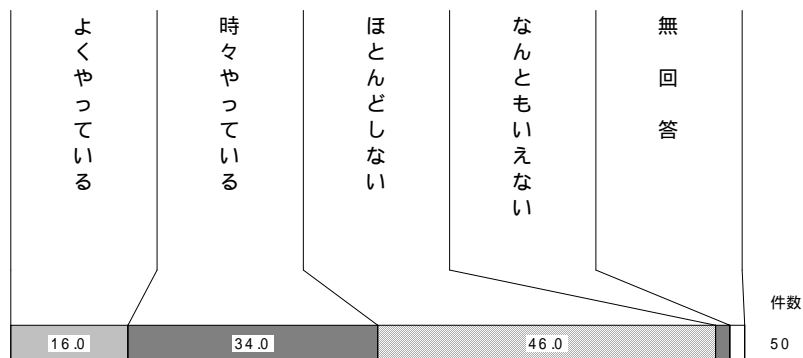 よくやっている
時々やっている
ほとんどしない
なんともいえない
無回答
件数
16.0
34.0
46.0
50